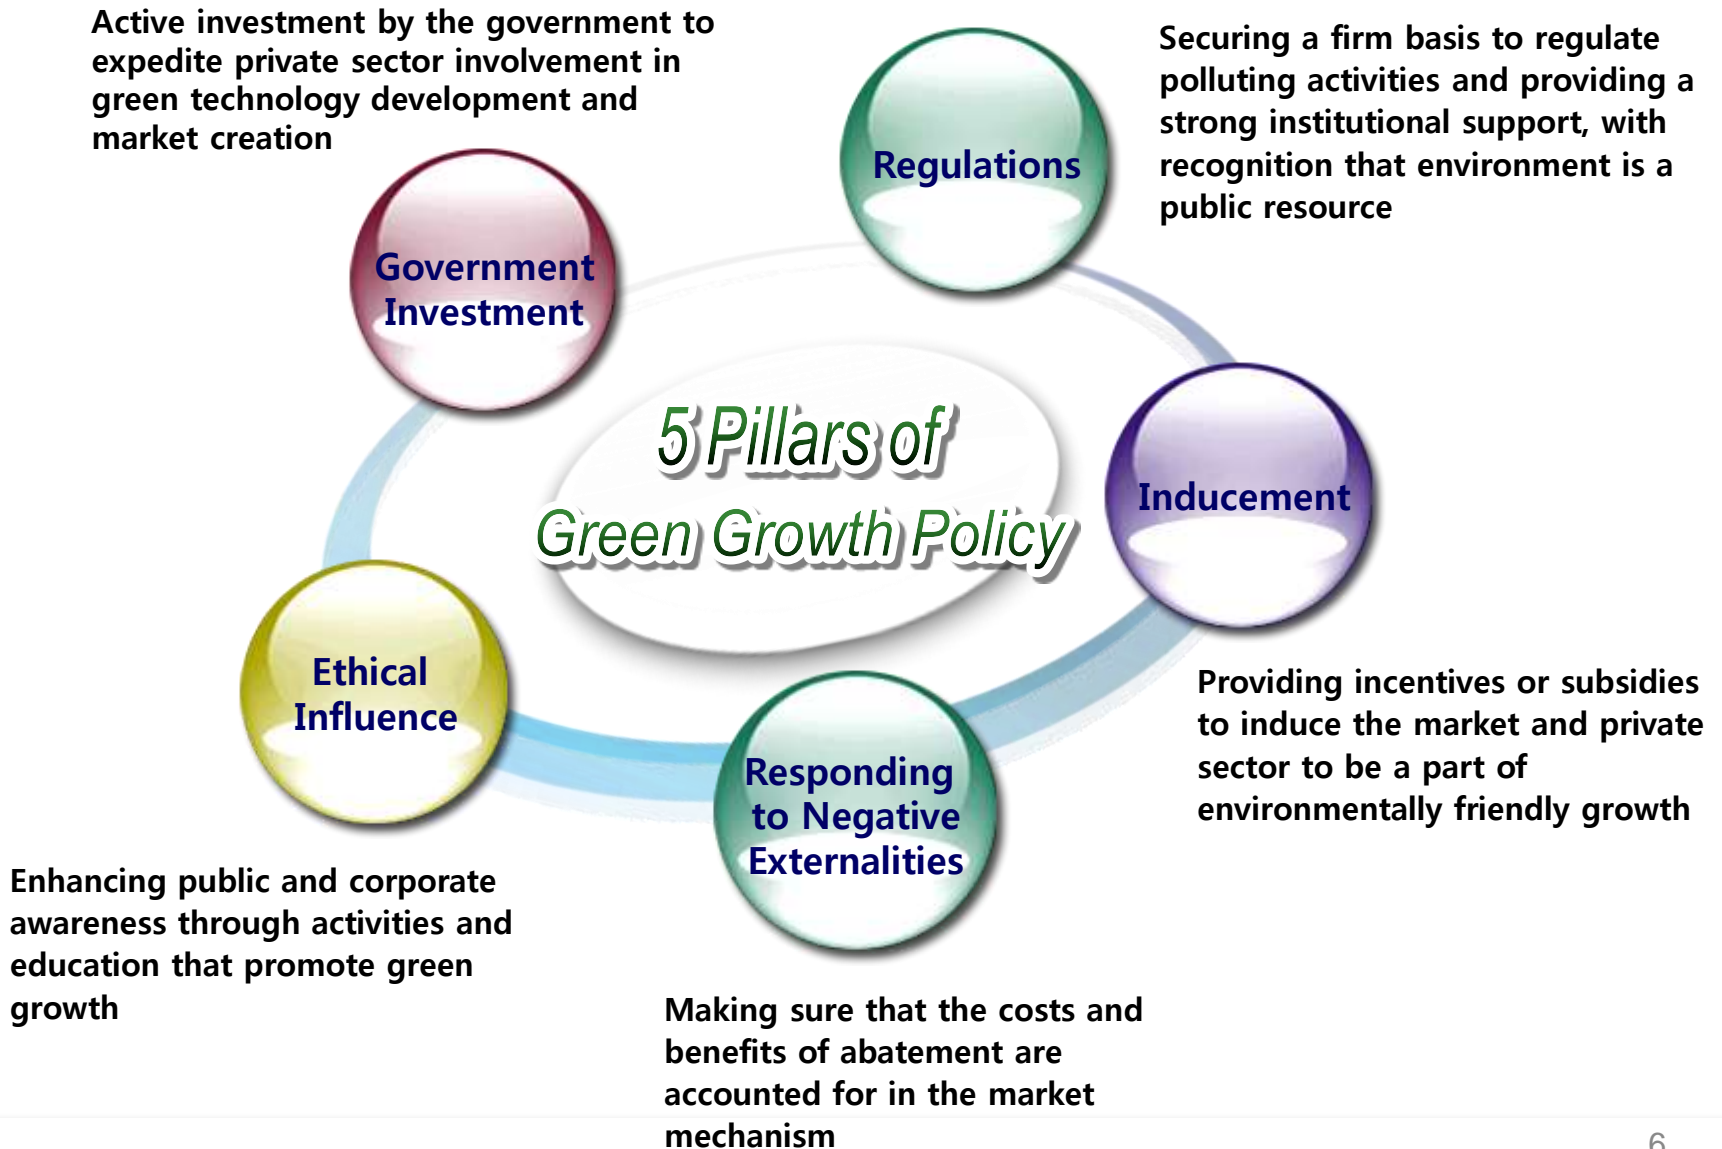 Active investment by the government to
expedite private sector involvement in
green technology development and
market creation
Government
Investment
Regulations
Securing a firm basis to regulate
polluting activities and providing a
strong institutional support, with
recognition that environment is a
public resource
5 Pillars of
Green Growth Policy
Inducement
Providing incentives or subsidies
to induce the market and private
sector to be a part of
environmentally friendly growth
Ethical
Influence
Enhancing public and corporate
awareness through activities and
education that promote green
growth
Responding
to Negative
Externalities
Making sure that the costs and
benefits of abatement are
accounted for in the market
mechanism
6